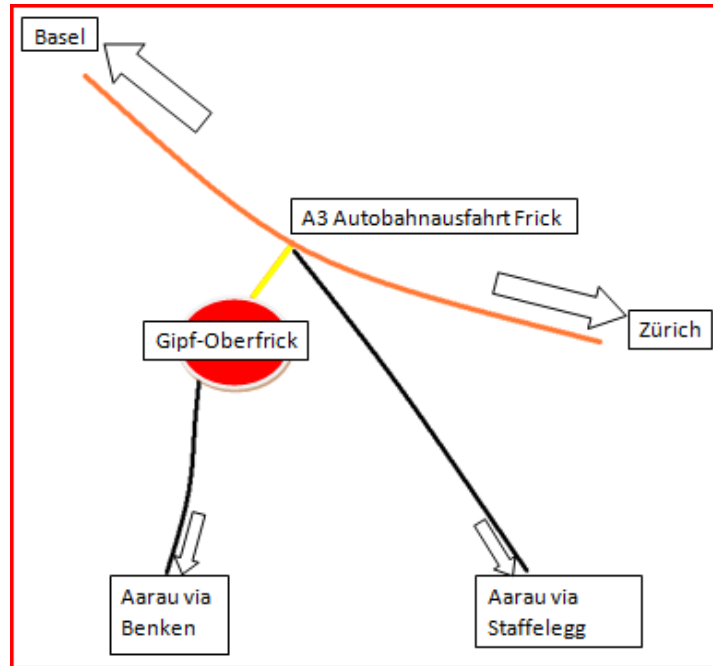 Basel
A3 Autobahnausfahrt Frick
Gipf-Oberfrick
Zürich
Aarau via
Benken
Aarau via
Staffelegg